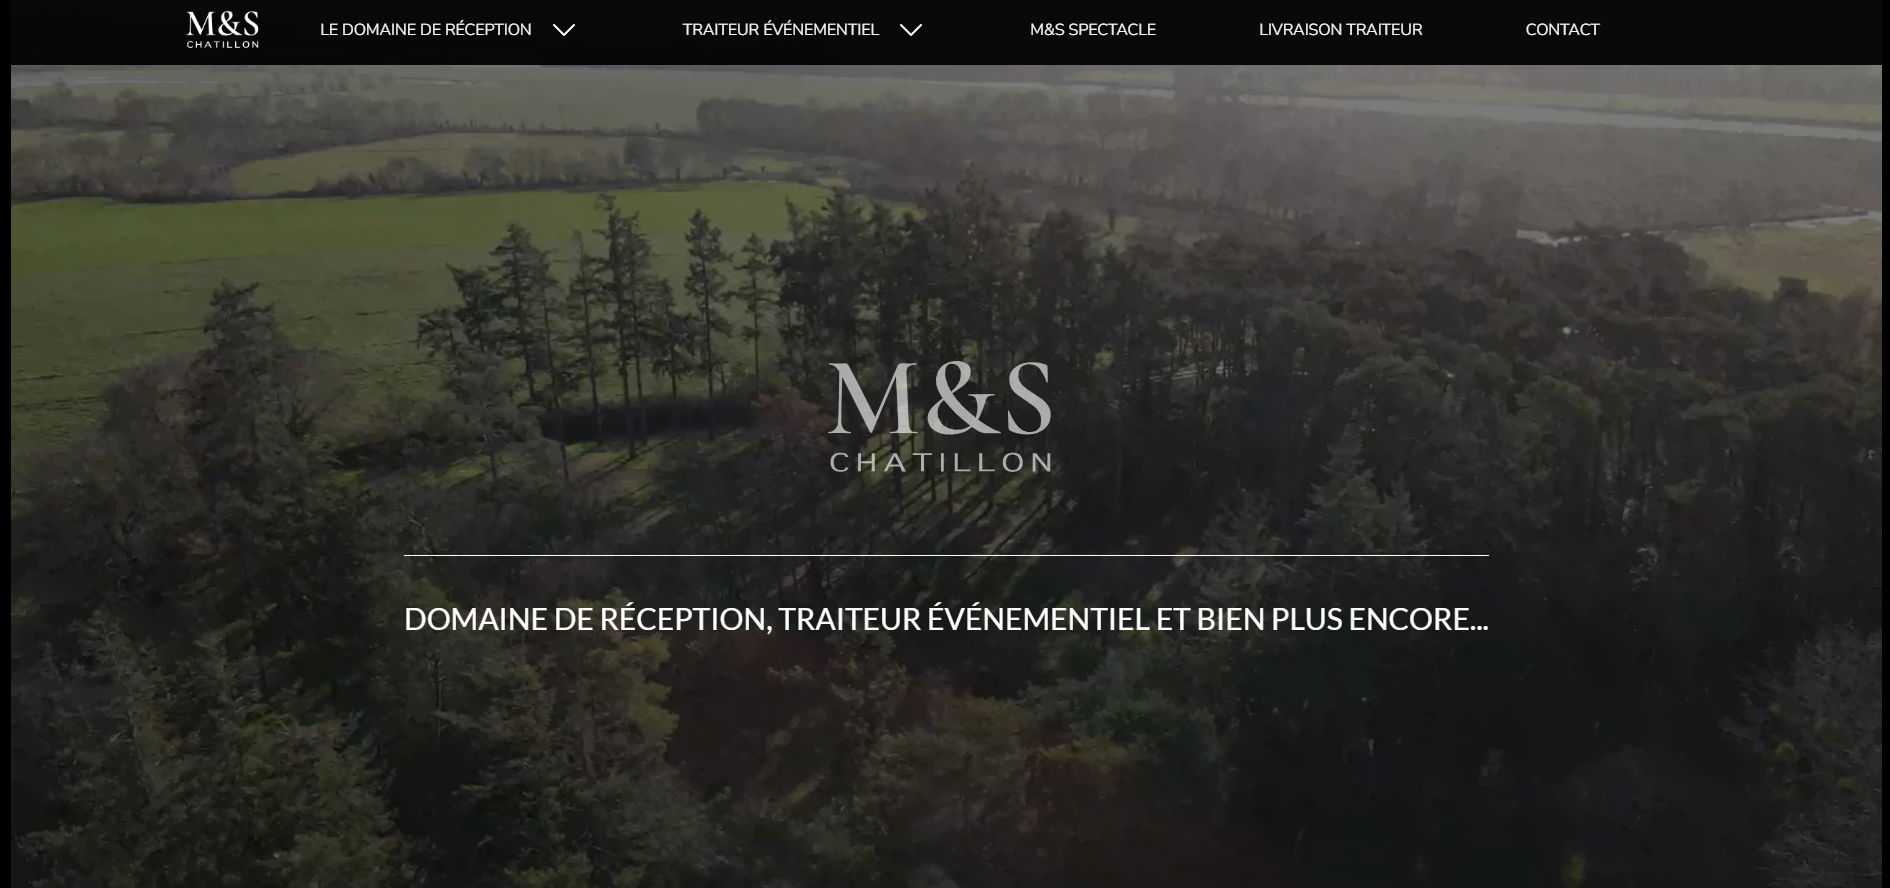 M&S
CHATILLON
LE DOMAINE DE RÉCEPTION
TRAITEUR ÉVÉNEMENTIEL
M&S SPECTACLE
LIVRAISON TRAITEUR
CONTACT
M&S
CHATILLON
DOMAINE DE RÉCEPTION, TRAITEUR ÉVÉNEMENTIEL ET BIEN PLUS ENCORE...